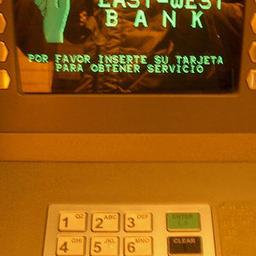 EAST-WEST
BANK
POR FAVOR INSERTE SU TARJETA
PARA OBTENER SERVICIO
1 QZ 2 ABC 3 DEF ENTER
4 GHI 5 JKL 6 MNO CLEAR